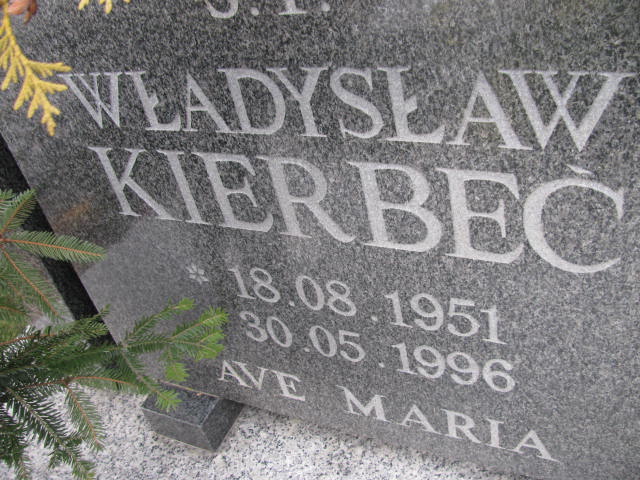 Ś.P.
WŁADYSŁAW
KIERBEĆ
* 18.08.1951
30.05.1996
AVE MARIA